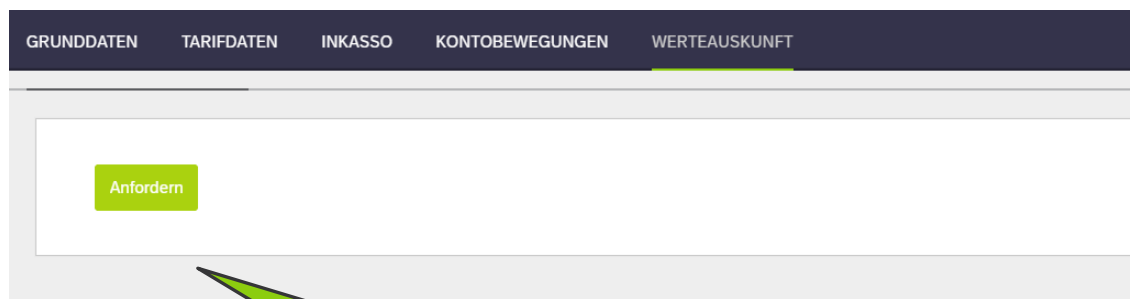 GRUNDDATEN TARIFDATEN INKASSO KONTOBEWEGUNGEN WERTEAUSKUNFT
Anfordern